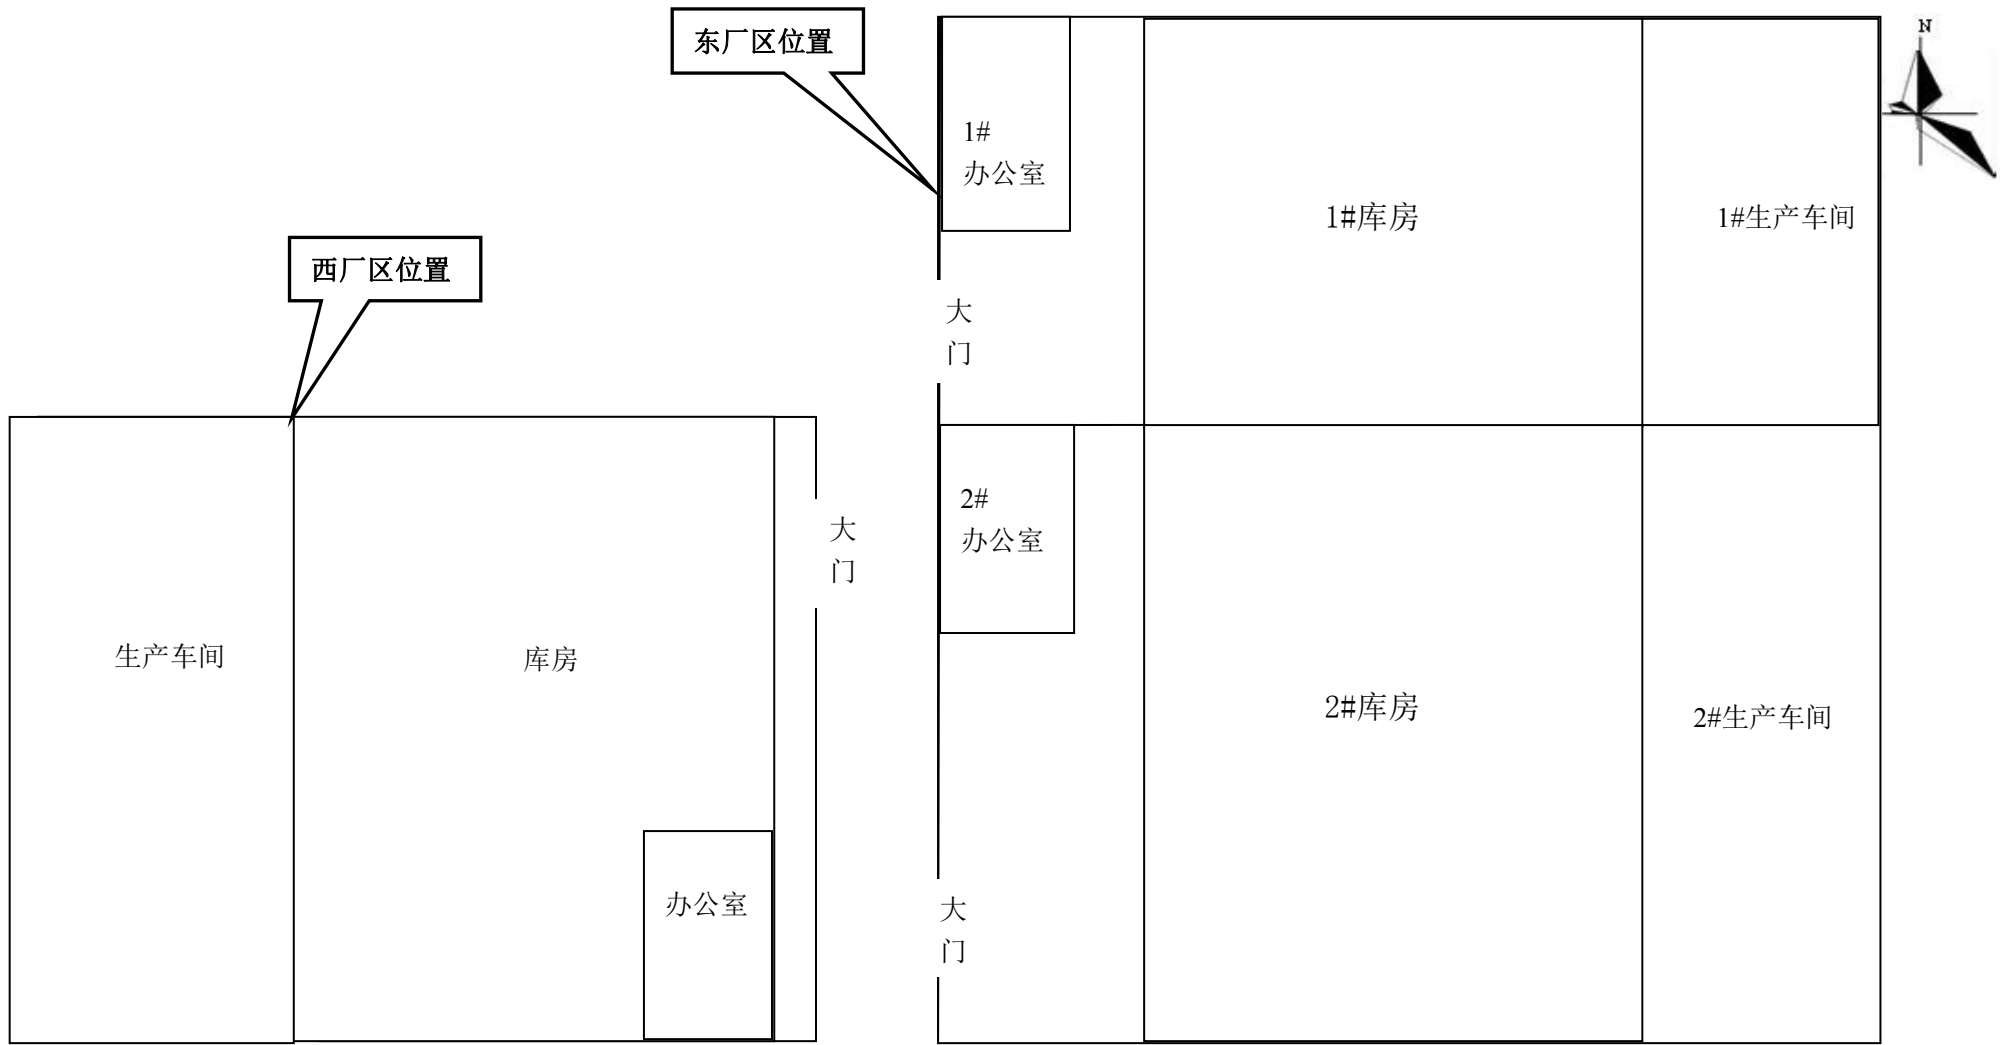 东厂区位置
N
1#
办公室
1#库房
1#生产车间
西厂区位置
大
门
2#
办公室
大
门
生产车间
库房
2#库房
2#生产车间
办公室
大
门